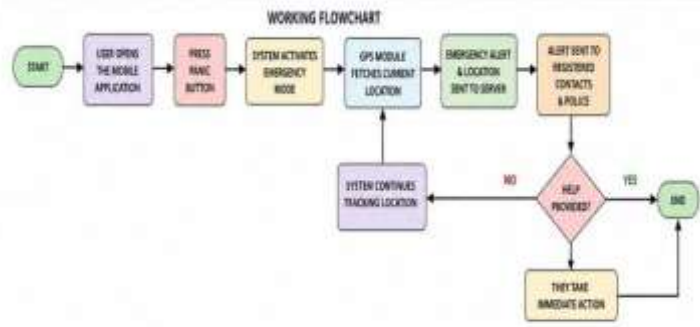 WORKING FLOWCHART
START
USER OPENS
THE MOBILE
APPLICATION
PRESS
PANIC
BUTTON
SYSTEM ACTIVATES
EMERGENCY
MODE
GPS MODULE
FETCHES CURRENT
LOCATION
EMERGENCY ALERT
& LOCATION
SENT TO SERVER
ALERT SENT TO
REGISTERED
CONTACTS
& POLICE
SYSTEM CONTINUES
TRACKING LOCATION
NO
HELP
PROVIDED?
YES
END
THEY TAKE
IMMEDIATE ACTION